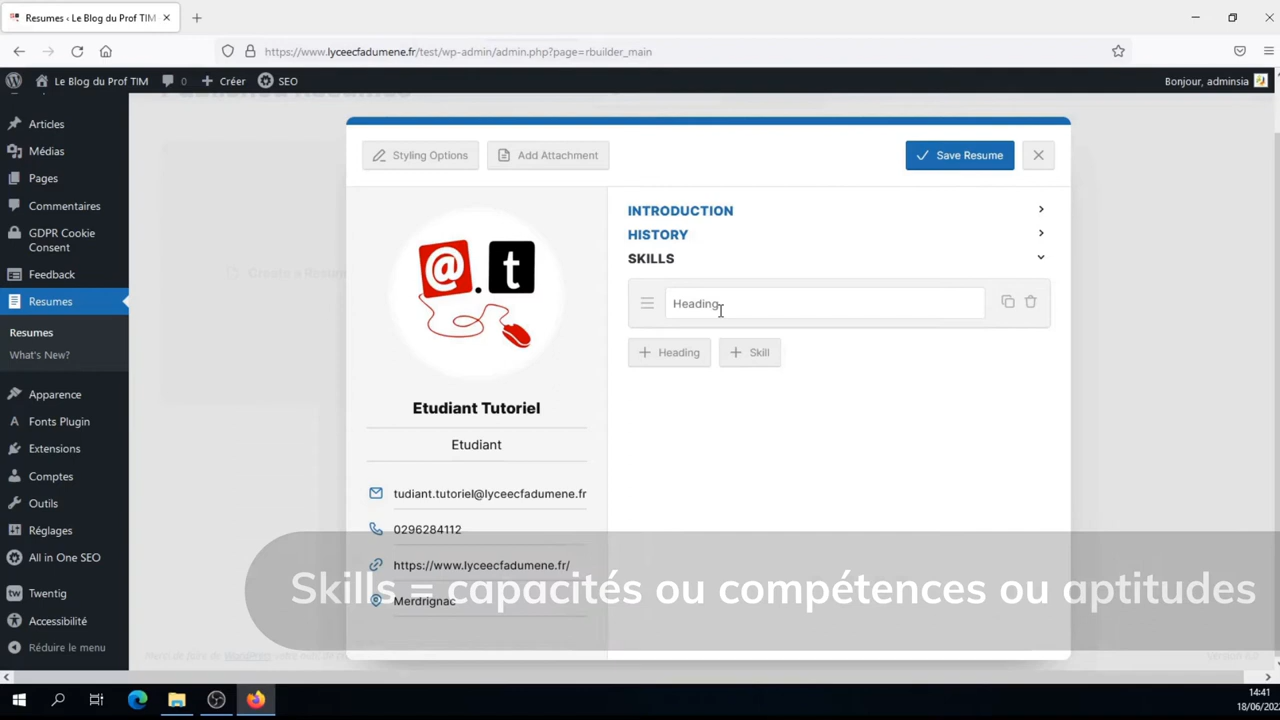 Resumes ‹ Le Blog du Prof TIM
https://www.lyceecfadumene.fr/test/wp-admin/admin.php?page=rbuilder_main
Le Blog du Prof TIM
0
Créer
SEO
Bonjour, adminsia
Articles
Médias
Pages
Commentaires
GDPR Cookie
Consent
Feedback
Resumes
Resumes
What's New?
Apparence
Fonts Plugin
Extensions
Comptes
Outils
Réglages
All in One SEO
tw Twentig
Accessibilité
Réduire le menu
Create a Resume
Styling Options
Add Attachment
Save Resume
@.t
Etudiant Tutoriel
Etudiant
tudiant.tutoriel@lyceecfadumene.fr
0296284112
https://www.lyceecfadumene.fr/
Merdrignac
INTRODUCTION
HISTORY
SKILLS
Heading
Heading
Skill
Skills = capacités ou compétences ou aptitudes
14:41